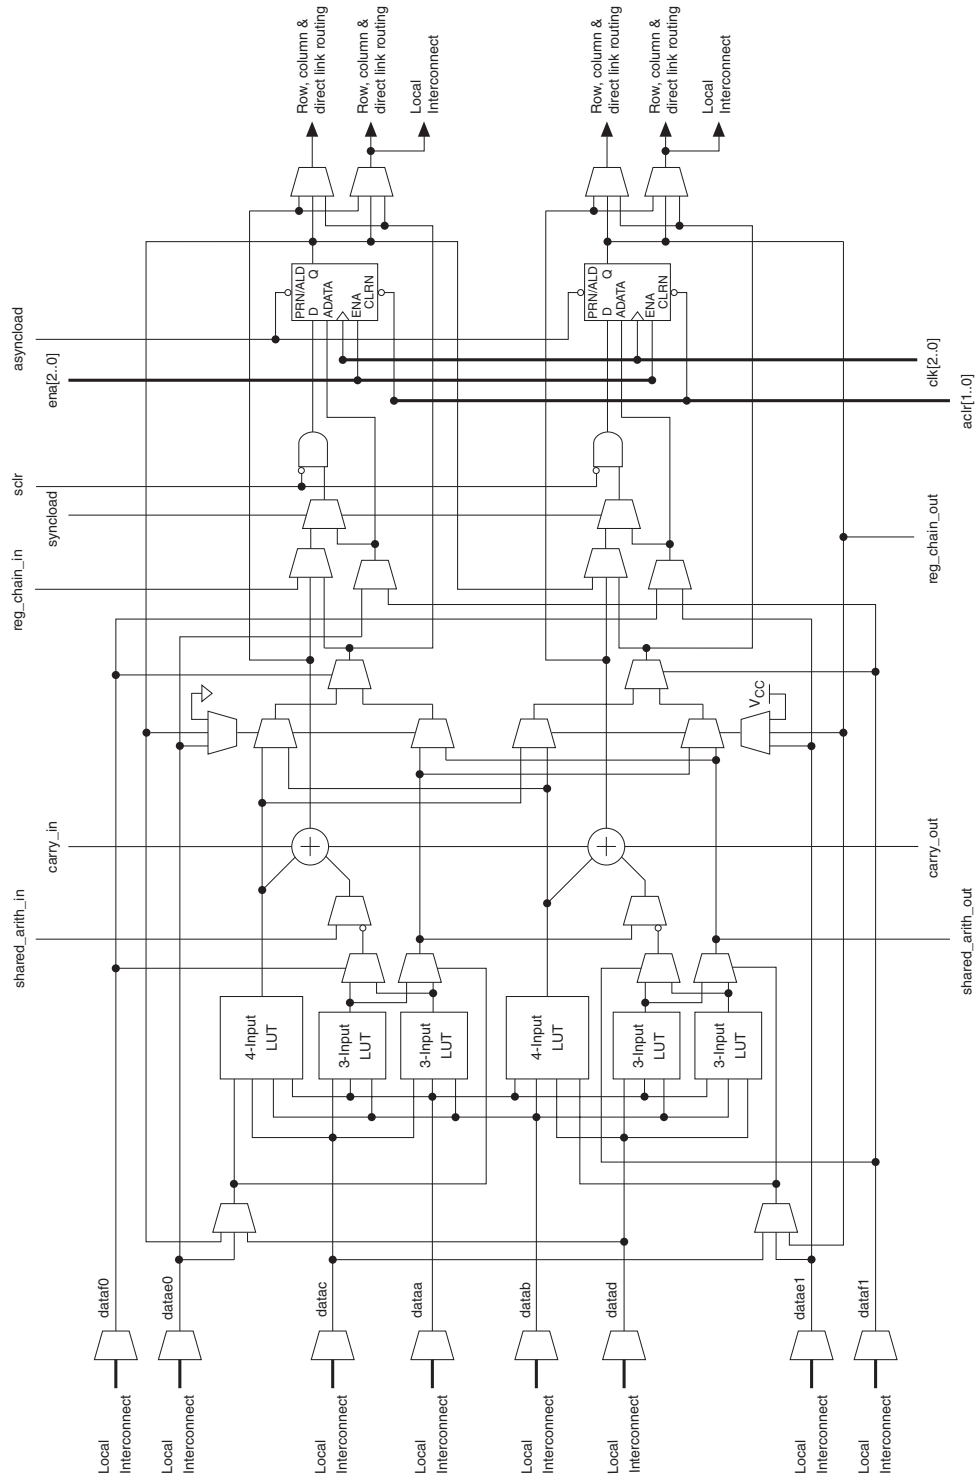 Row, column &
direct link routing
Row, column &
direct link routing
Local
Interconnect
Row, column &
direct link routing
Row, column &
direct link routing
Local
Interconnect
asyncload
ena[2..0]
sclr
syncload
reg_chain_in
carry_in
shared_arith_in
PRN/ALD
D Q
ADATA
ENA
CLRN
PRN/ALD
D Q
ADATA
ENA
CLRN
clk[2..0]
aclr[1..0]
reg_chain_out
VCC
carry_out
shared_arith_out
4-Input
LUT
3-Input
LUT
3-Input
LUT
4-Input
LUT
3-Input
LUT
3-Input
LUT
dataf0
datae0
datac
dataa
datab
datad
datae1
dataf1
Local
Interconnect
Local
Interconnect
Local
Interconnect
Local
Interconnect
Local
Interconnect
Local
Interconnect
Local
Interconnect
Local
Interconnect